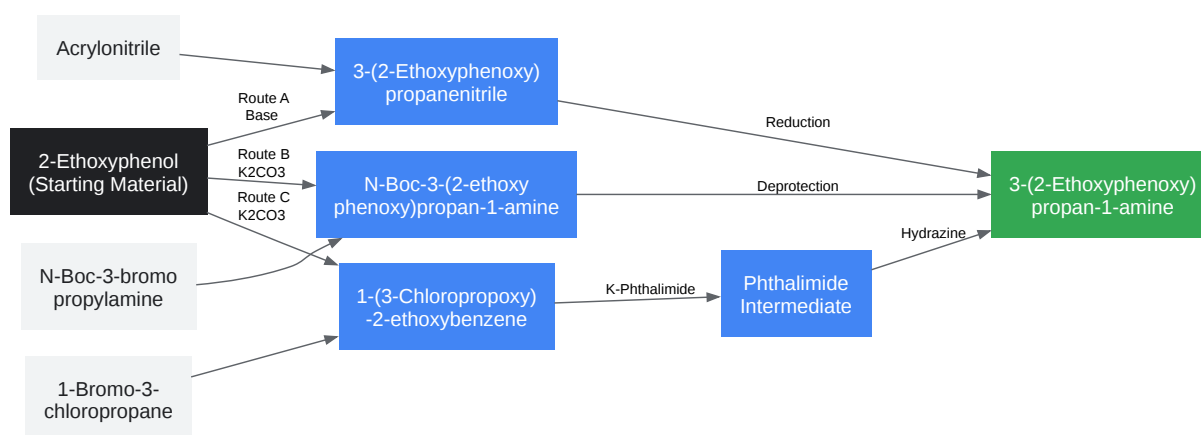 Acrylonitrile
3-(2-Ethoxyphenoxy)
propanenitrile
Route A
Base
Reduction
2-Ethoxyphenol
(Starting Material)
Route B
K2CO3
N-Boc-3-(2-ethoxy
phenoxy)propan-1-amine
Deprotection
3-(2-Ethoxyphenoxy)
propan-1-amine
Route C
K2CO3
Hydrazine
N-Boc-3-bromo
propylamine
1-(3-Chloropropoxy)
-2-ethoxybenzene
K-Phthalimide
Phthalimide
Intermediate
1-Bromo-3-
chloropropane